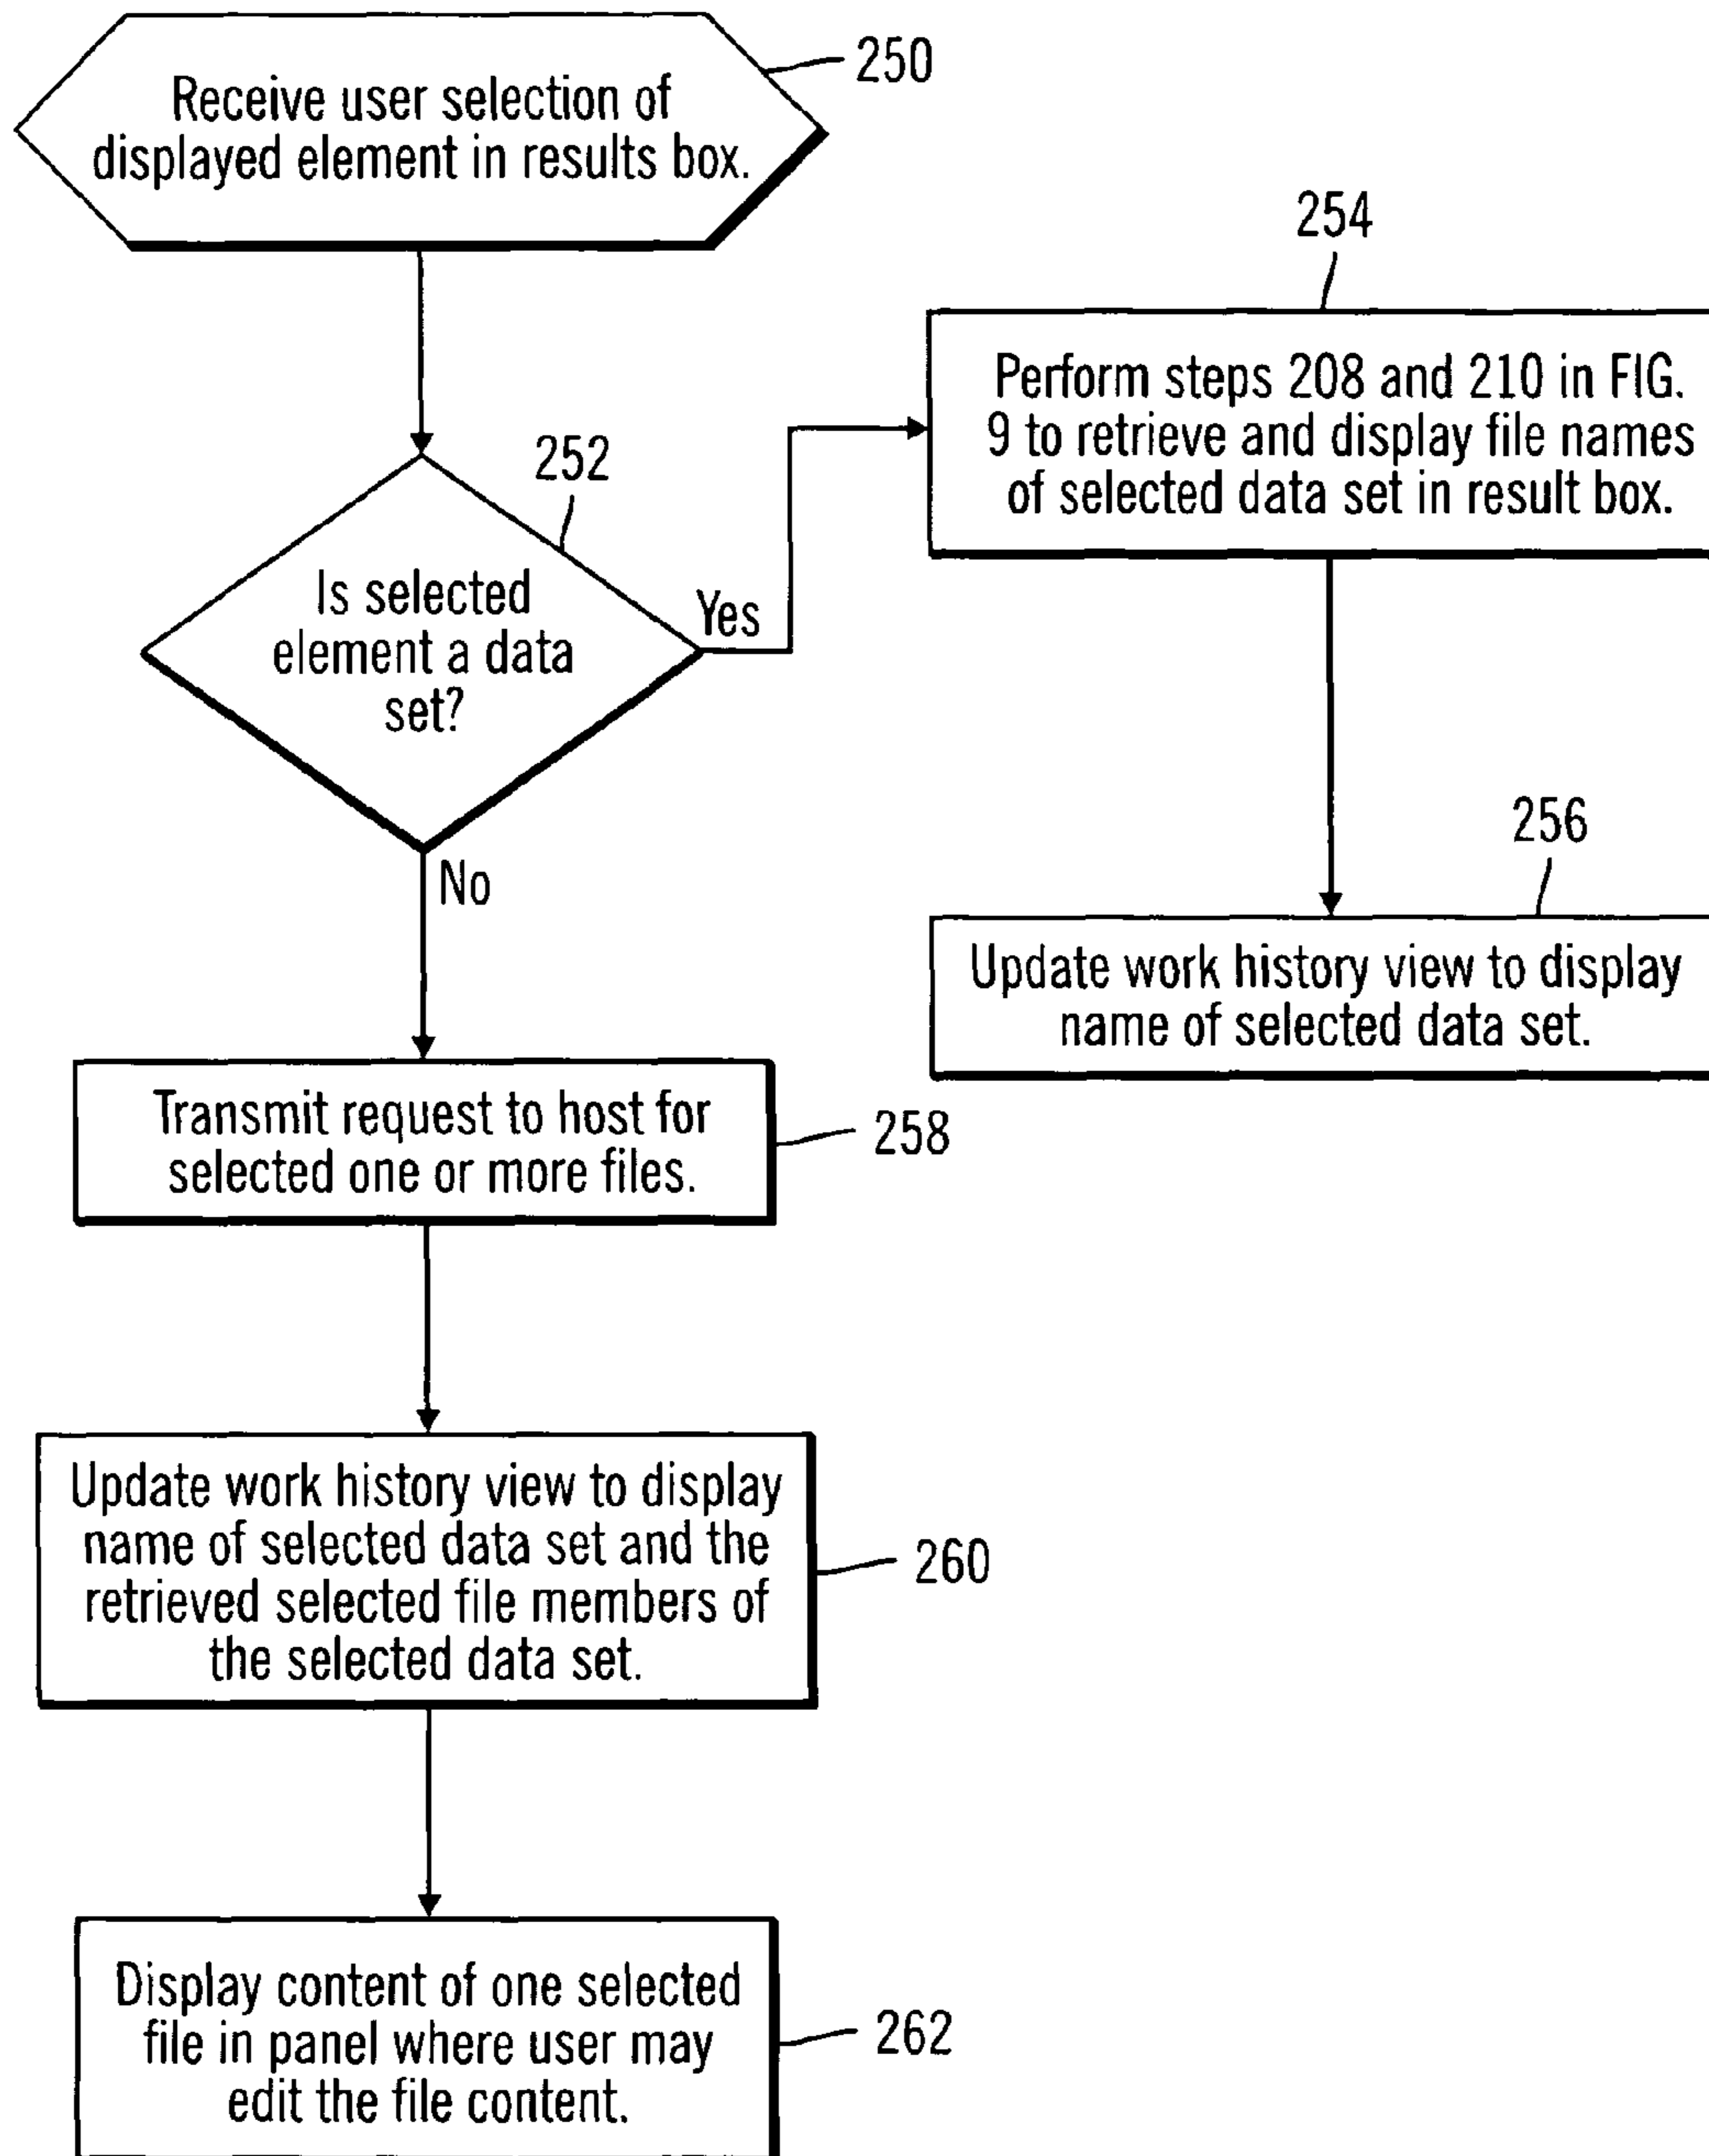 250
Receive user selection of
displayed element in results box.
254
Perform steps 208 and 210 in FIG.
9 to retrieve and display file names
of selected data set in result box.
252
Is selected
element a data
set?
Yes
No
256
Update work history view to display
name of selected data set.
Transmit request to host for
selected one or more files.
258
Update work history view to display
name of selected data set and the
retrieved selected file members of
the selected data set.
260
Display content of one selected
file in panel where user may
edit the file content.
262